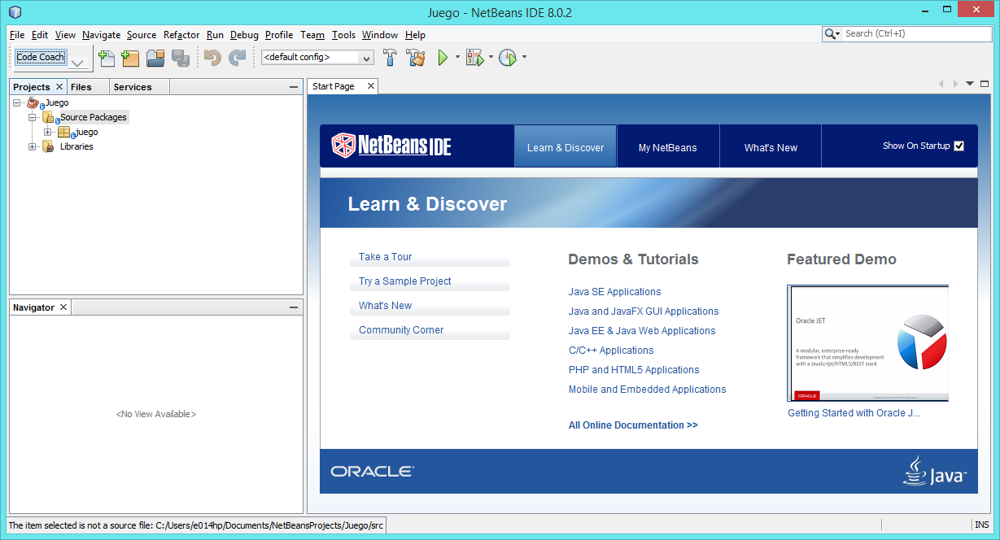 Juego - NetBeans IDE 8.0.2
File Edit View Navigate Source Refactor Run Debug Profile Team Tools Window Help
Search (Ctrl+I)
Code Coach
<default config>
Projects Files Services
Juego
Source Packages
juego
Libraries
Navigator
<No View Available>
Start Page
NetBeans IDE
Learn & Discover
My NetBeans
What's New
Show On Startup
Learn & Discover
Take a Tour
Try a Sample Project
What's New
Community Corner
Demos & Tutorials
Java SE Applications
Java and JavaFX GUI Applications
Java EE & Java Web Applications
C/C++ Applications
PHP and HTML5 Applications
Mobile and Embedded Applications
All Online Documentation >>
Featured Demo
Oracle JET
A modular, enterprise-ready
framework that simplifies development
with a JavaScript/HTML5/REST stack
ORACLE
Getting Started with Oracle J...
ORACLE
Java
The item selected is not a source file: C:/Users/e014hp/Documents/NetBeansProjects/Juego/src
INS